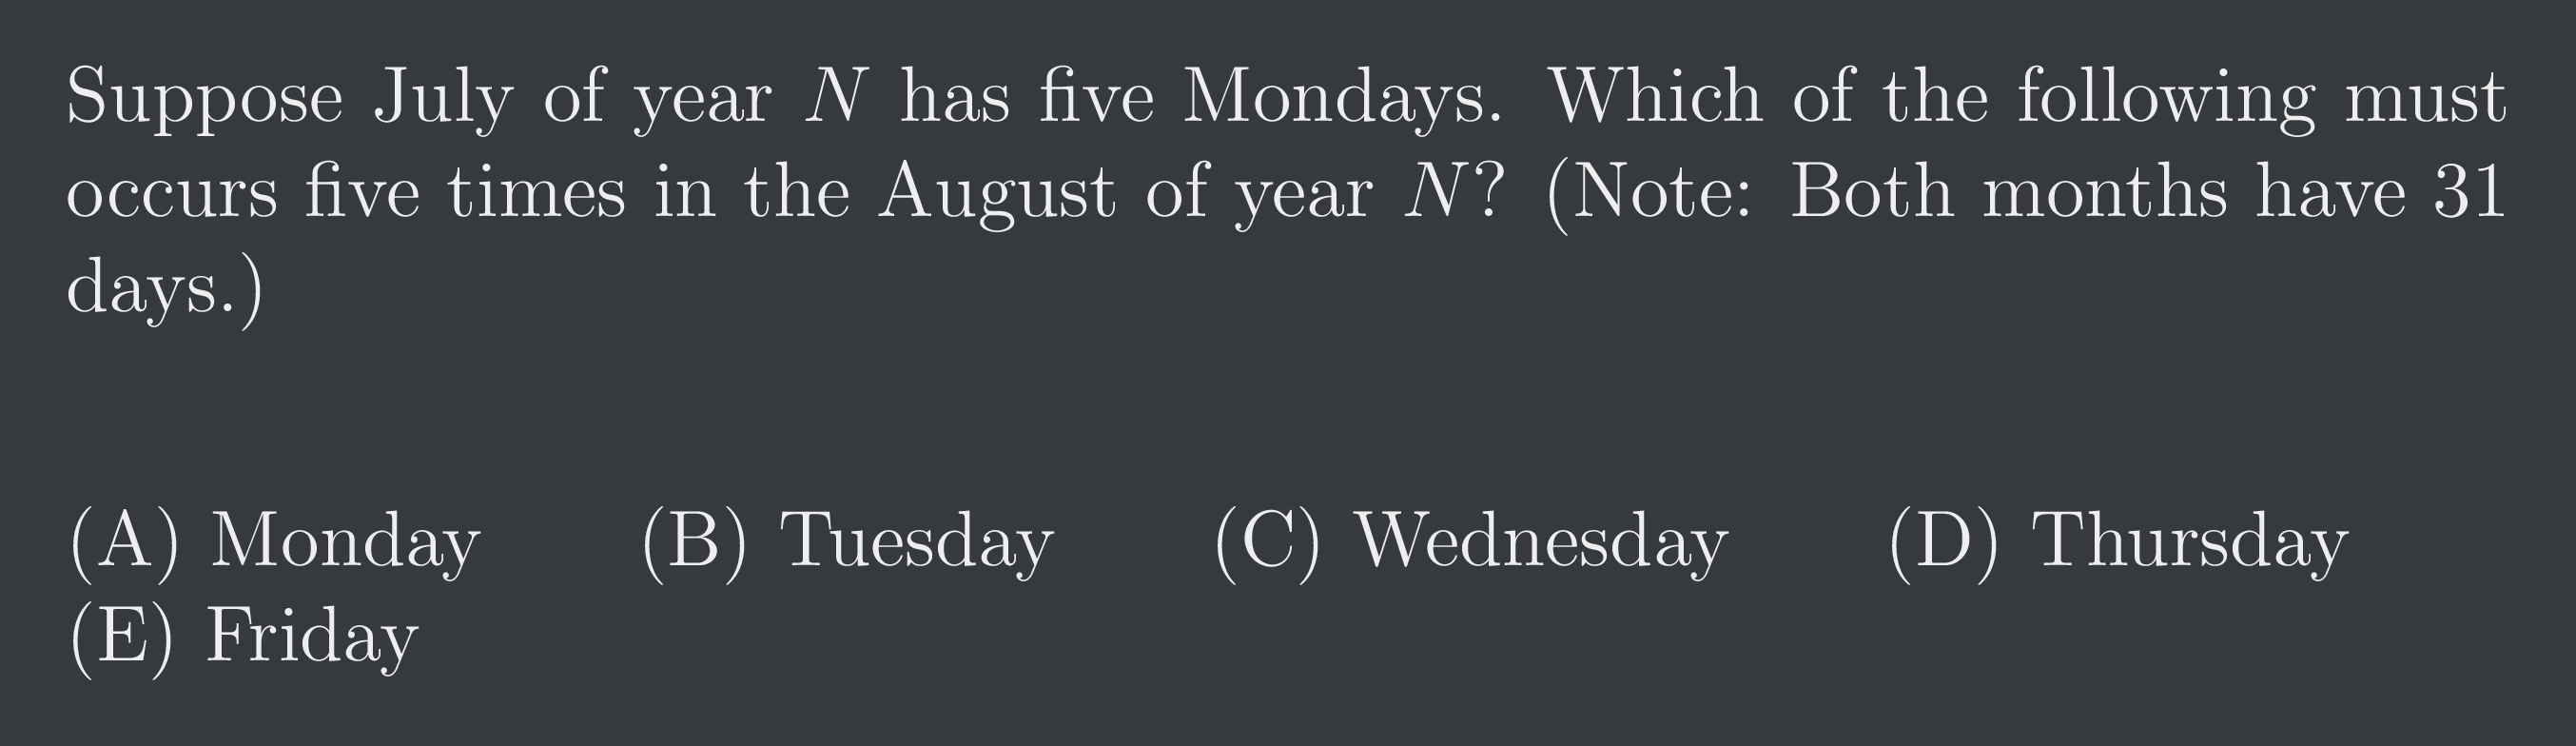 Suppose July of year N has five Mondays. Which of the following must
occurs five times in the August of year N? (Note: Both months have 31
days.)
(A) Monday (B) Tuesday (C) Wednesday (D) Thursday
(E) Friday